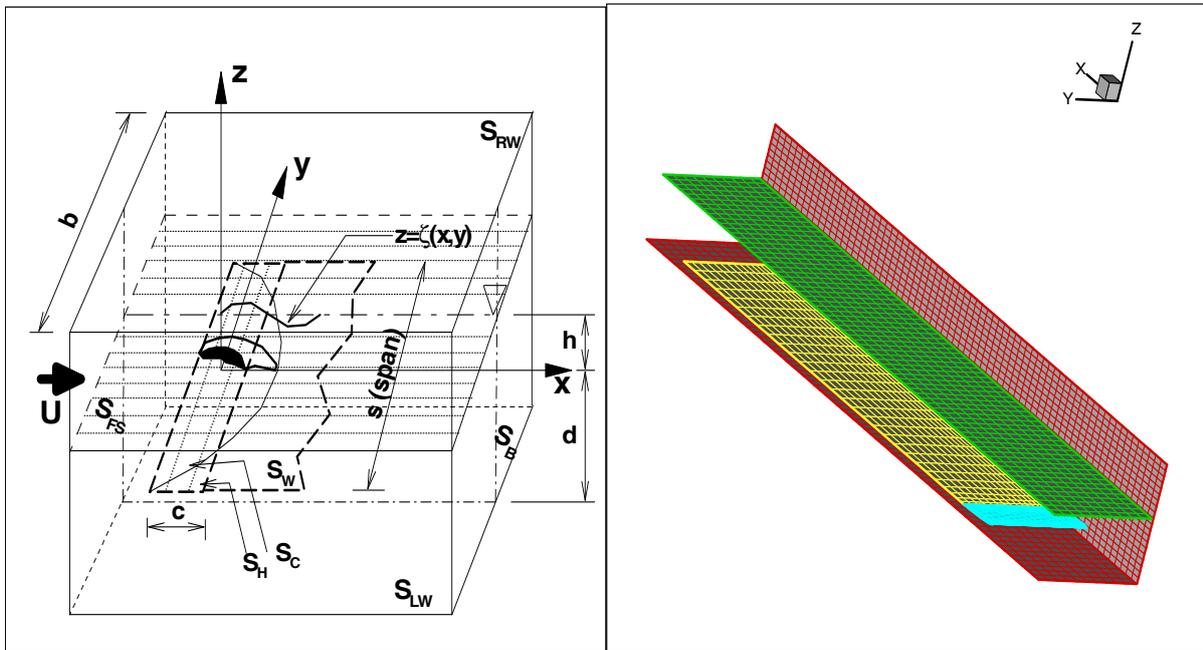 z
S_RW
y
b
z=ζ(x,y)
h
x
U
s (span)
S_FS
S_B
d
S_W
c
S_H
S_C
S_LW
Z
X
Y